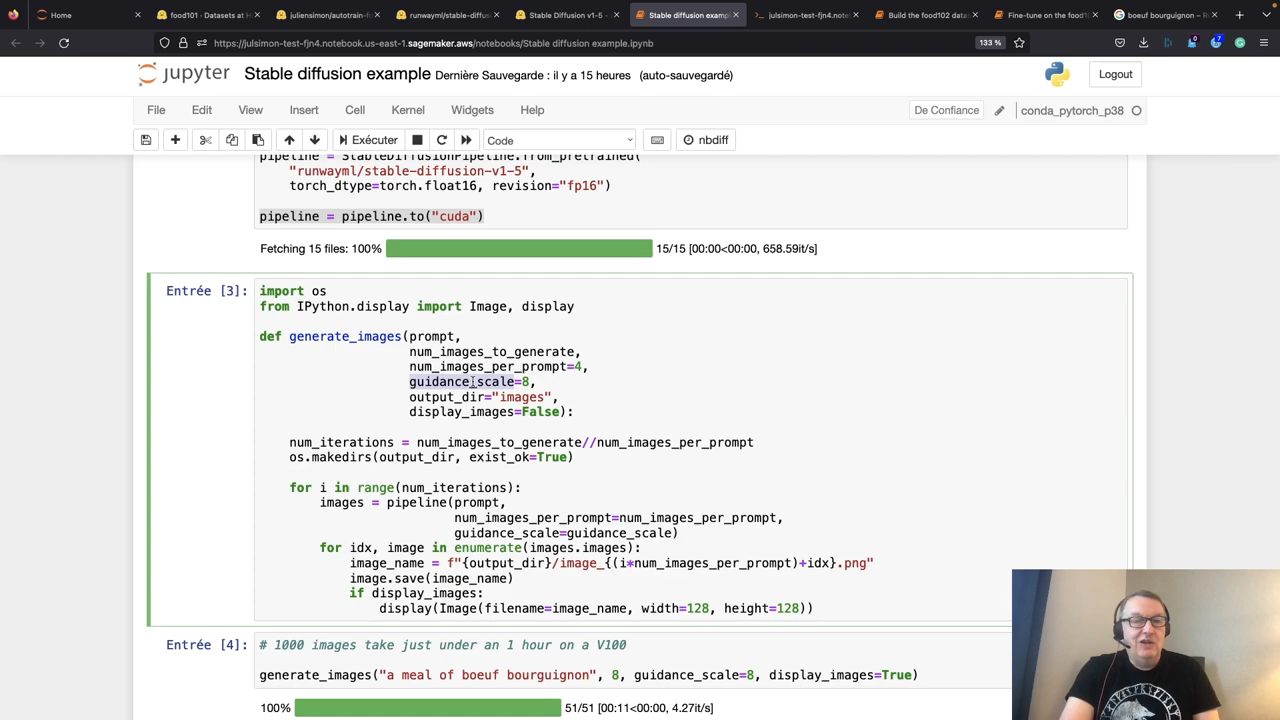 Home
food101 · Datasets at H
juliensimon/autotrain-fo
runwayml/stable-diffus
Stable Diffusion v1-5 -
Stable diffusion examp
julsimon-test-fjn4.noteb
Build the food102 data
Fine-tune on the food10
boeuf bourguignon – Re
https://julsimon-test-fjn4.notebook.us-east-1.sagemaker.aws/notebooks/Stable diffusion example.ipynb
133 %
jupyter Stable diffusion example Dernière Sauvegarde : il y a 15 heures (auto-sauvegardé)
Logout
File Edit View Insert Cell Kernel Widgets Help
De Confiance
conda_pytorch_p38
Exécuter
Code
nbdiff
pipeline = StableDiffusionPipeline.from_pretrained(
"runwayml/stable-diffusion-v1-5",
torch_dtype=torch.float16, revision="fp16")
pipeline = pipeline.to("cuda")
Fetching 15 files: 100% 15/15 [00:00<00:00, 658.59it/s]
Entrée [3]:
import os
from IPython.display import Image, display
def generate_images(prompt,
num_images_to_generate,
num_images_per_prompt=4,
guidance_scale=8,
output_dir="images",
display_images=False):
num_iterations = num_images_to_generate//num_images_per_prompt
os.makedirs(output_dir, exist_ok=True)
for i in range(num_iterations):
images = pipeline(prompt,
num_images_per_prompt=num_images_per_prompt,
guidance_scale=guidance_scale)
for idx, image in enumerate(images.images):
image_name = f"{output_dir}/image_{(i*num_images_per_prompt)+idx}.png"
image.save(image_name)
if display_images:
display(Image(filename=image_name, width=128, height=128))
Entrée [4]:
# 1000 images take just under an 1 hour on a V100
generate_images("a meal of boeuf bourguignon", 8, guidance_scale=8, display_images=True)
100% 51/51 [00:11<00:00, 4.27it/s]